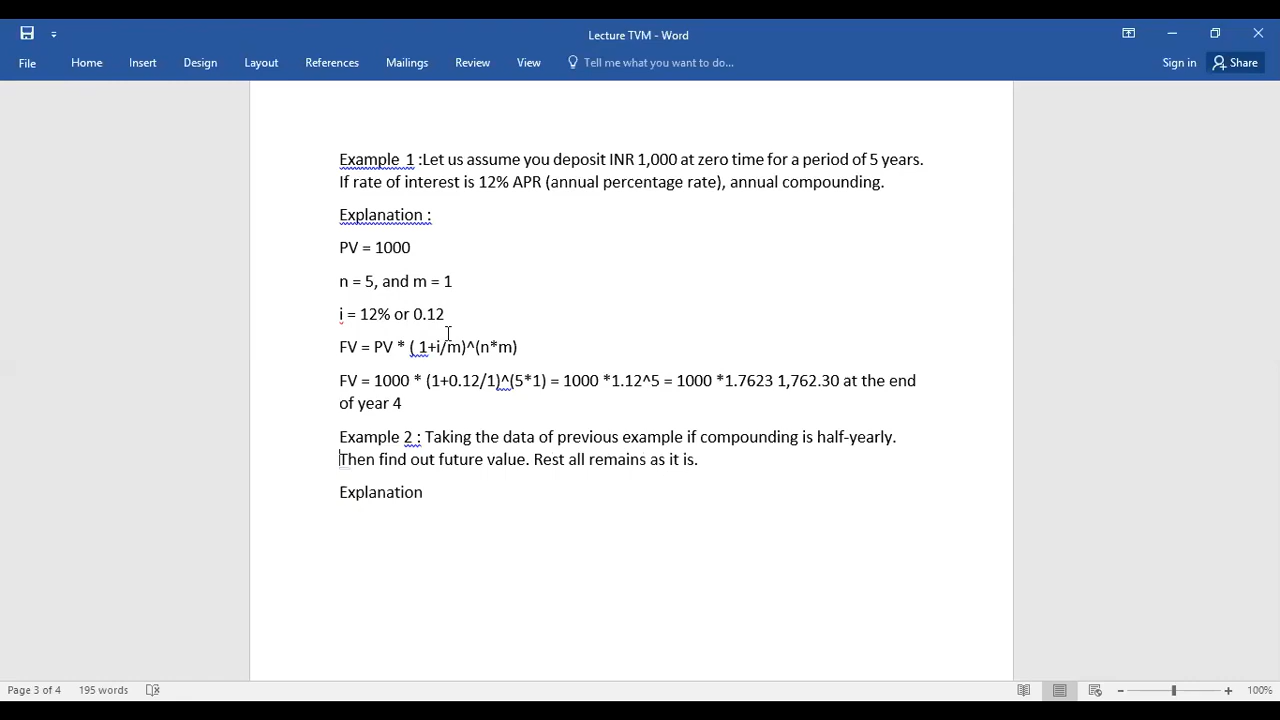 Lecture TVM - Word
File Home Insert Design Layout References Mailings Review View Tell me what you want to do... Sign in Share
Example 1 :Let us assume you deposit INR 1,000 at zero time for a period of 5 years.
If rate of interest is 12% APR (annual percentage rate), annual compounding.
Explanation :
PV = 1000
n = 5, and m = 1
i = 12% or 0.12
FV = PV * ( 1+i/m)^(n*m)
FV = 1000 * (1+0.12/1)^(5*1) = 1000 *1.12^5 = 1000 *1.7623 1,762.30 at the end
of year 4
Example 2 : Taking the data of previous example if compounding is half-yearly.
Then find out future value. Rest all remains as it is.
Explanation
Page 3 of 4 195 words 100%